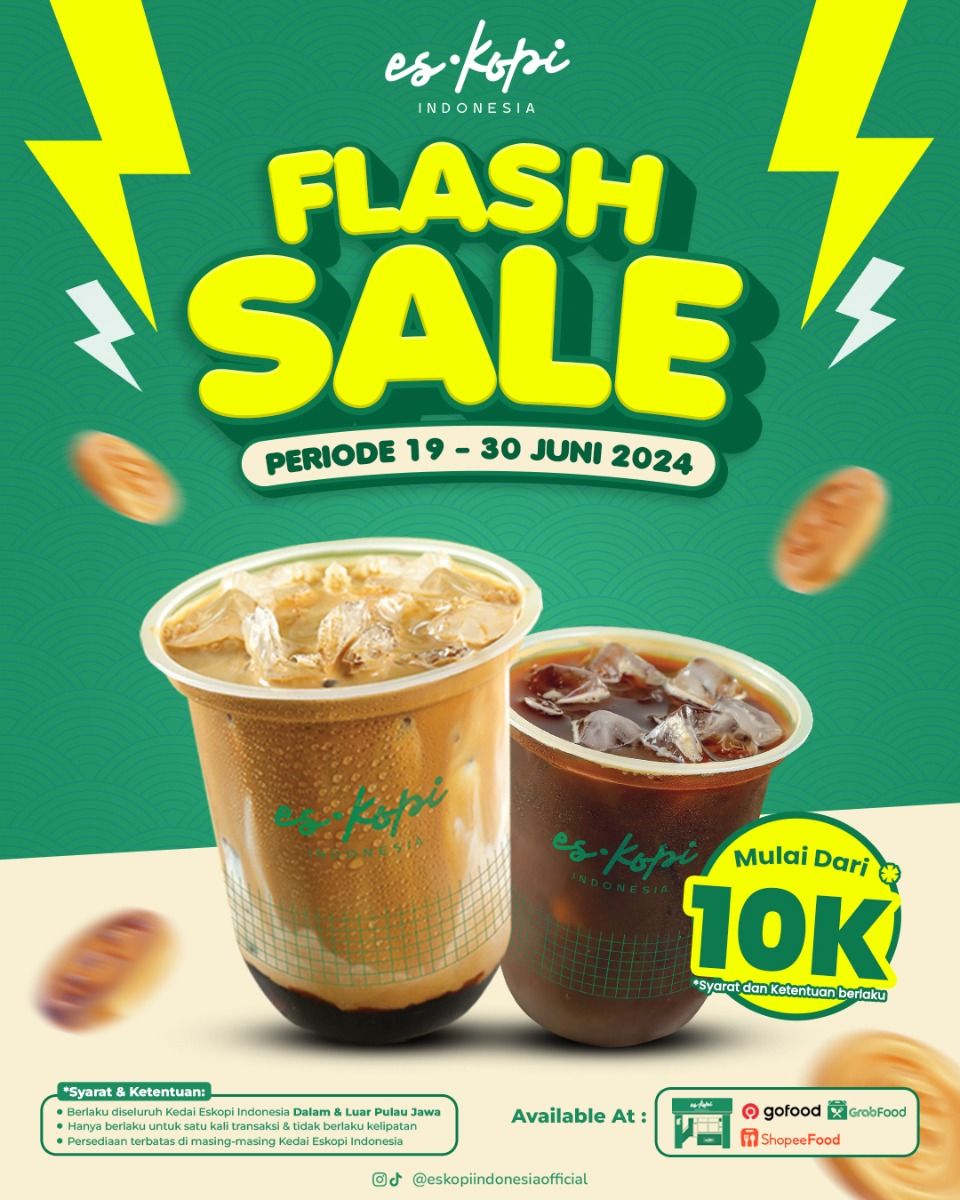 es·kopi
INDONESIA
FLASH
SALE
PERIODE 19 - 30 JUNI 2024
es·kopi
INDONESIA
es·kopi
INDONESIA
Mulai Dari
10K
*Syarat dan Ketentuan berlaku
*Syarat & Ketentuan:
• Berlaku diseluruh Kedai Eskopi Indonesia Dalam & Luar Pulau Jawa
• Hanya berlaku untuk satu kali transaksi & tidak berlaku kelipatan
• Persediaan terbatas di masing-masing Kedai Eskopi Indonesia
Available At :
es·kopi
gofood
GrabFood
ShopeeFood
@eskopiindonesiaofficial